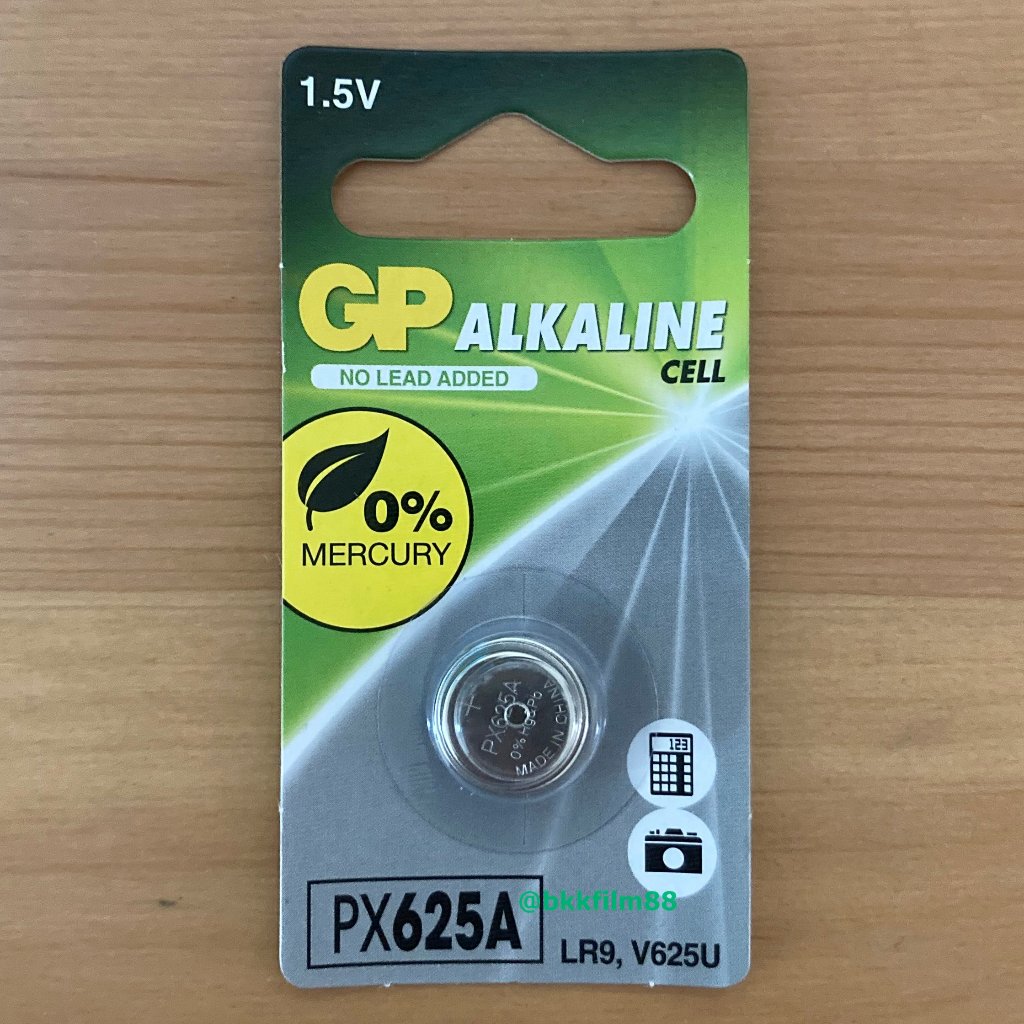 1.5V
GP ALKALINE
CELL
NO LEAD ADDED
0%
MERCURY
+
PX625A
0% Hg&Pb
MADE IN CHINA
123
PX625A
@bkkfilm88
LR9, V625U